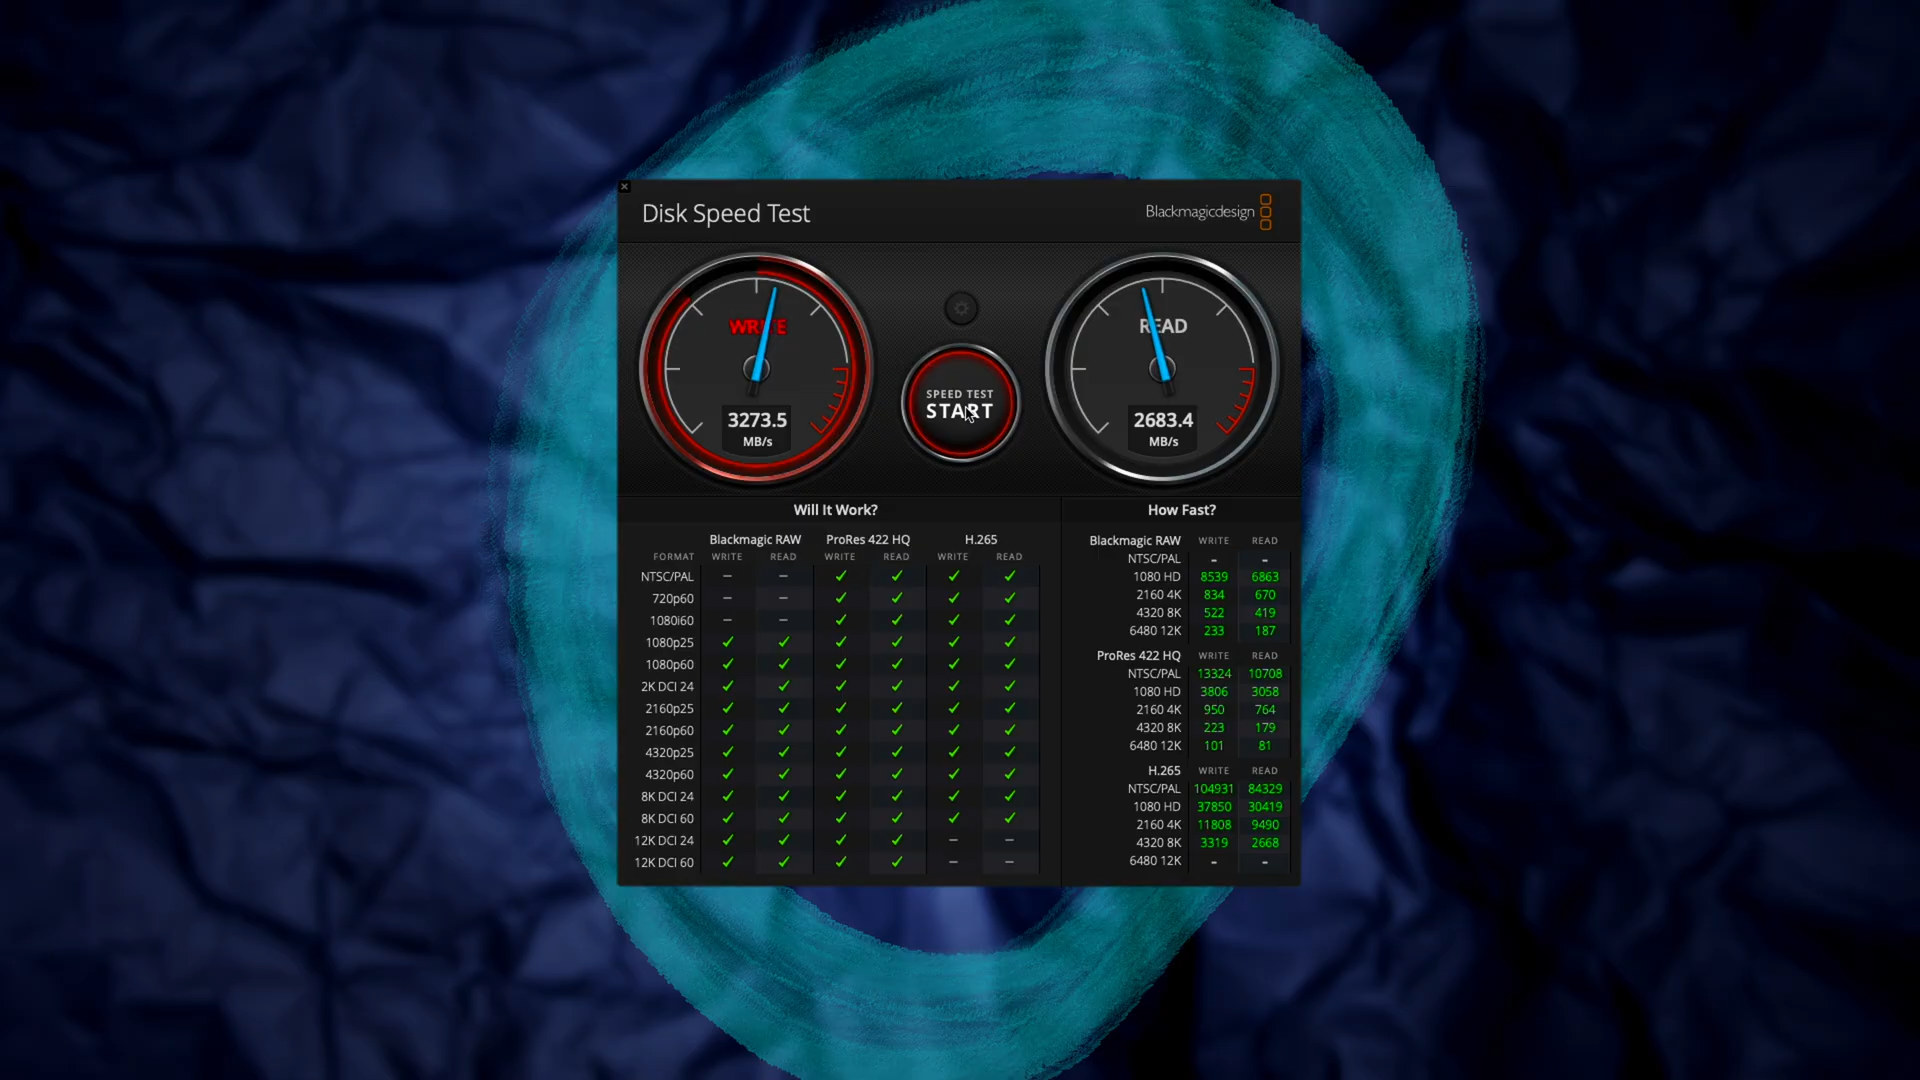 Disk Speed Test
Blackmagicdesign
WRITE
3273.5
MB/s
SPEED TEST
START
READ
2683.4
MB/s
Will It Work?
Blackmagic RAW ProRes 422 HQ H.265
FORMAT WRITE READ WRITE READ WRITE READ
NTSC/PAL – – ✓ ✓ ✓ ✓
720p60 – – ✓ ✓ ✓ ✓
1080i60 – – ✓ ✓ ✓ ✓
1080p25 ✓ ✓ ✓ ✓ ✓ ✓
1080p60 ✓ ✓ ✓ ✓ ✓ ✓
2K DCI 24 ✓ ✓ ✓ ✓ ✓ ✓
2160p25 ✓ ✓ ✓ ✓ ✓ ✓
2160p60 ✓ ✓ ✓ ✓ ✓ ✓
4320p25 ✓ ✓ ✓ ✓ ✓ ✓
4320p60 ✓ ✓ ✓ ✓ ✓ ✓
8K DCI 24 ✓ ✓ ✓ ✓ ✓ ✓
8K DCI 60 ✓ ✓ ✓ ✓ ✓ ✓
12K DCI 24 ✓ ✓ ✓ ✓ – –
12K DCI 60 ✓ ✓ ✓ ✓ – –
How Fast?
Blackmagic RAW WRITE READ
NTSC/PAL - -
1080 HD 8539 6863
2160 4K 834 670
4320 8K 522 419
6480 12K 233 187
ProRes 422 HQ WRITE READ
NTSC/PAL 13324 10708
1080 HD 3806 3058
2160 4K 950 764
4320 8K 223 179
6480 12K 101 81
H.265 WRITE READ
NTSC/PAL 104931 84329
1080 HD 37850 30419
2160 4K 11808 9490
4320 8K 3319 2668
6480 12K - -